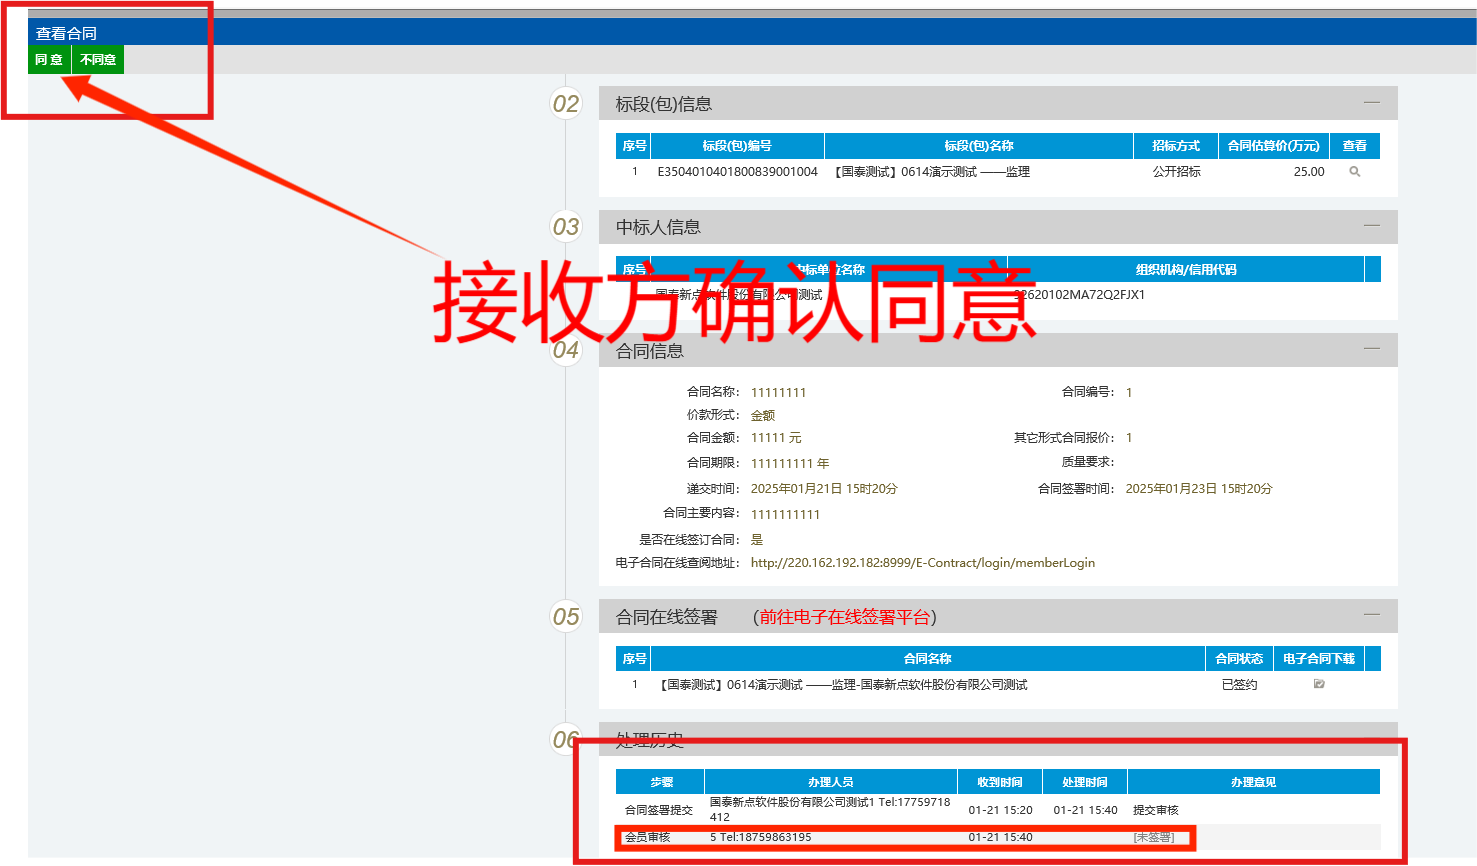 查看合同
同意 不同意
02 标段(包)信息
序号 标段(包)编号 标段(包)名称 招标方式 合同估算价(万元) 查看
1 E3504010401800839001004 【国泰测试】0614演示测试 ——监理 公开招标 25.00
03 中标人信息
序号 中标单位名称 组织机构/信用代码
国泰新点软件股份有限公司测试 92620102MA72Q2FJX1
接收方确认同意
04 合同信息
合同名称: 11111111 合同编号: 1
价款形式: 金额
合同金额: 11111 元 其它形式合同报价: 1
合同期限: 111111111 年 质量要求:
递交时间: 2025年01月21日 15时20分 合同签署时间: 2025年01月23日 15时20分
合同主要内容: 1111111111
是否在线签订合同: 是
电子合同在线查阅地址: http://220.162.192.182:8999/E-Contract/login/memberLogin
05 合同在线签署 (前往电子在线签署平台)
序号 合同名称 合同状态 电子合同下载
1 【国泰测试】0614演示测试 ——监理-国泰新点软件股份有限公司测试 已签约
06 处理历史
步骤 办理人员 收到时间 处理时间 办理意见
合同签署提交 国泰新点软件股份有限公司测试1 Tel:17759718
412 01-21 15:20 01-21 15:40 提交审核
会员审核 5 Tel:18759863195 01-21 15:40 [未签署]